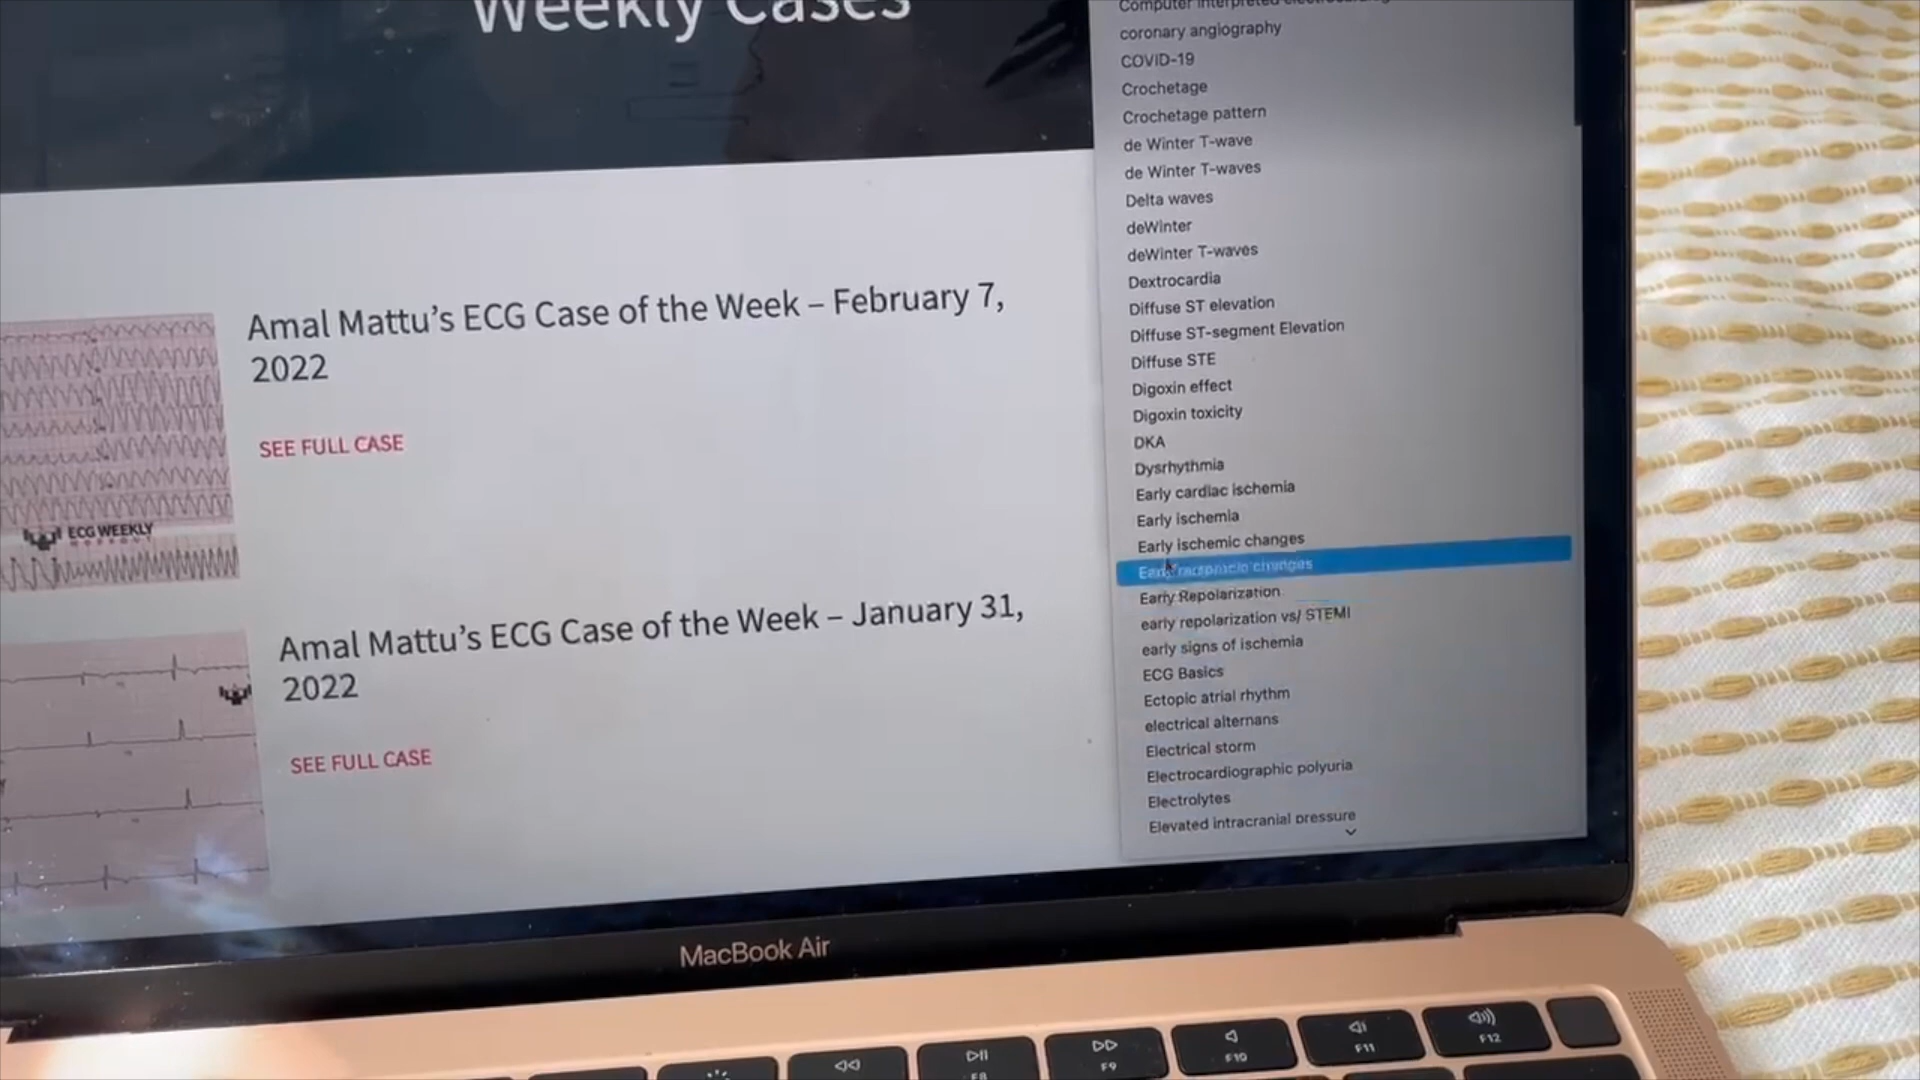 Weekly Cases
Amal Mattu's ECG Case of the Week – February 7,
2022
SEE FULL CASE
ECG WEEKLY
Amal Mattu's ECG Case of the Week – January 31,
2022
SEE FULL CASE
Computer interpreted
coronary angiography
COVID-19
Crochetage
Crochetage pattern
de Winter T-wave
de Winter T-waves
Delta waves
deWinter
deWinter T-waves
Dextrocardia
Diffuse ST elevation
Diffuse ST-segment Elevation
Diffuse STE
Digoxin effect
Digoxin toxicity
DKA
Dysrhythmia
Early cardiac ischemia
Early ischemia
Early ischemic changes
changes
Early Repolarization
early repolarization vs/ STEMI
early signs of ischemia
ECG Basics
Ectopic atrial rhythm
electrical alternans
Electrical storm
Electrocardiographic polyuria
Electrolytes
Elevated intracranial pressure
MacBook Air
F8
F9
F10
F11
F12